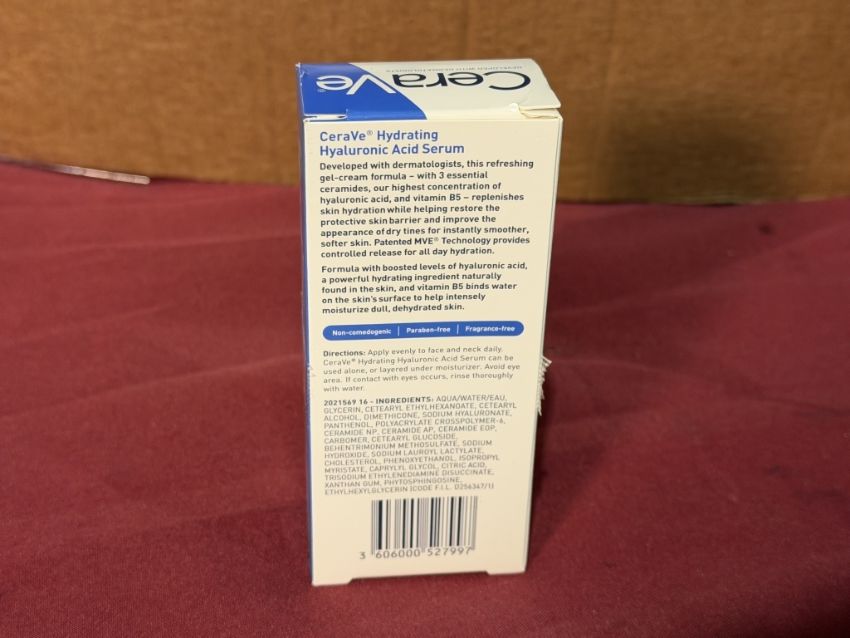 CeraVe®
DEVELOPED WITH DERMATOLOGISTS
CeraVe® Hydrating
Hyaluronic Acid Serum
Developed with dermatologists, this refreshing
gel-cream formula – with 3 essential
ceramides, our highest concentration of
hyaluronic acid, and vitamin B5 – replenishes
skin hydration while helping restore the
protective skin barrier and improve the
appearance of dry tines for instantly smoother,
softer skin. Patented MVE® Technology provides
controlled release for all day hydration.
Formula with boosted levels of hyaluronic acid,
a powerful hydrating ingredient naturally
found in the skin, and vitamin B5 binds water
on the skin's surface to help intensely
moisturize dull, dehydrated skin.
Non-comedogenic | Paraben-free | Fragrance-free
Directions: Apply evenly to face and neck daily.
CeraVe® Hydrating Hyaluronic Acid Serum can be
used alone, or layered under moisturizer. Avoid eye
area. If contact with eyes occurs, rinse thoroughly
with water.
2021569 16 - INGREDIENTS: AQUA/WATER/EAU,
GLYCERIN, CETEARYL ETHYLHEXANOATE, CETEARYL
ALCOHOL, DIMETHICONE, SODIUM HYALURONATE,
PANTHENOL, POLYACRYLATE CROSSPOLYMER-6,
CERAMIDE NP, CERAMIDE AP, CERAMIDE EOP,
CARBOMER, CETEARYL GLUCOSIDE,
BEHENTRIMONIUM METHOSULFATE, SODIUM
HYDROXIDE, SODIUM LAUROYL LACTYLATE,
CHOLESTEROL, PHENOXYETHANOL, ISOPROPYL
MYRISTATE, CAPRYLYL GLYCOL, CITRIC ACID,
TRISODIUM ETHYLENEDIAMINE DISUCCINATE,
XANTHAN GUM, PHYTOSPHINGOSINE,
ETHYLHEXYLGLYCERIN (CODE F.I.L. D256347/1)
3 606000 527997